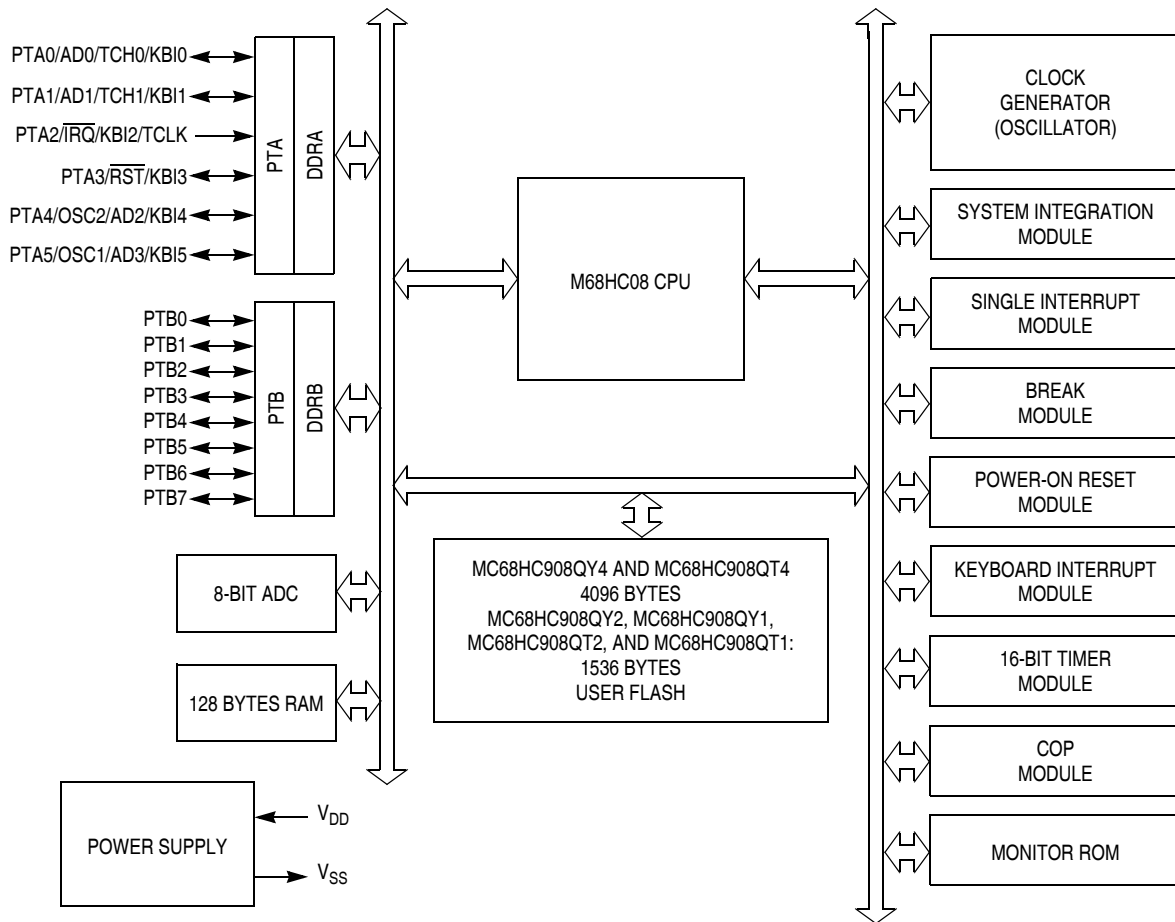 PTA0/AD0/TCH0/KBI0
PTA1/AD1/TCH1/KBI1
PTA2/I̅R̅Q̅/KBI2/TCLK
PTA3/R̅S̅T̅/KBI3
PTA4/OSC2/AD2/KBI4
PTA5/OSC1/AD3/KBI5
PTA
DDRA
PTB0
PTB1
PTB2
PTB3
PTB4
PTB5
PTB6
PTB7
PTB
DDRB
8-BIT ADC
128 BYTES RAM
POWER SUPPLY
V_DD
V_SS
M68HC08 CPU
MC68HC908QY4 AND MC68HC908QT4
4096 BYTES
MC68HC908QY2, MC68HC908QY1,
MC68HC908QT2, AND MC68HC908QT1:
1536 BYTES
USER FLASH
CLOCK
GENERATOR
(OSCILLATOR)
SYSTEM INTEGRATION
MODULE
SINGLE INTERRUPT
MODULE
BREAK
MODULE
POWER-ON RESET
MODULE
KEYBOARD INTERRUPT
MODULE
16-BIT TIMER
MODULE
COP
MODULE
MONITOR ROM